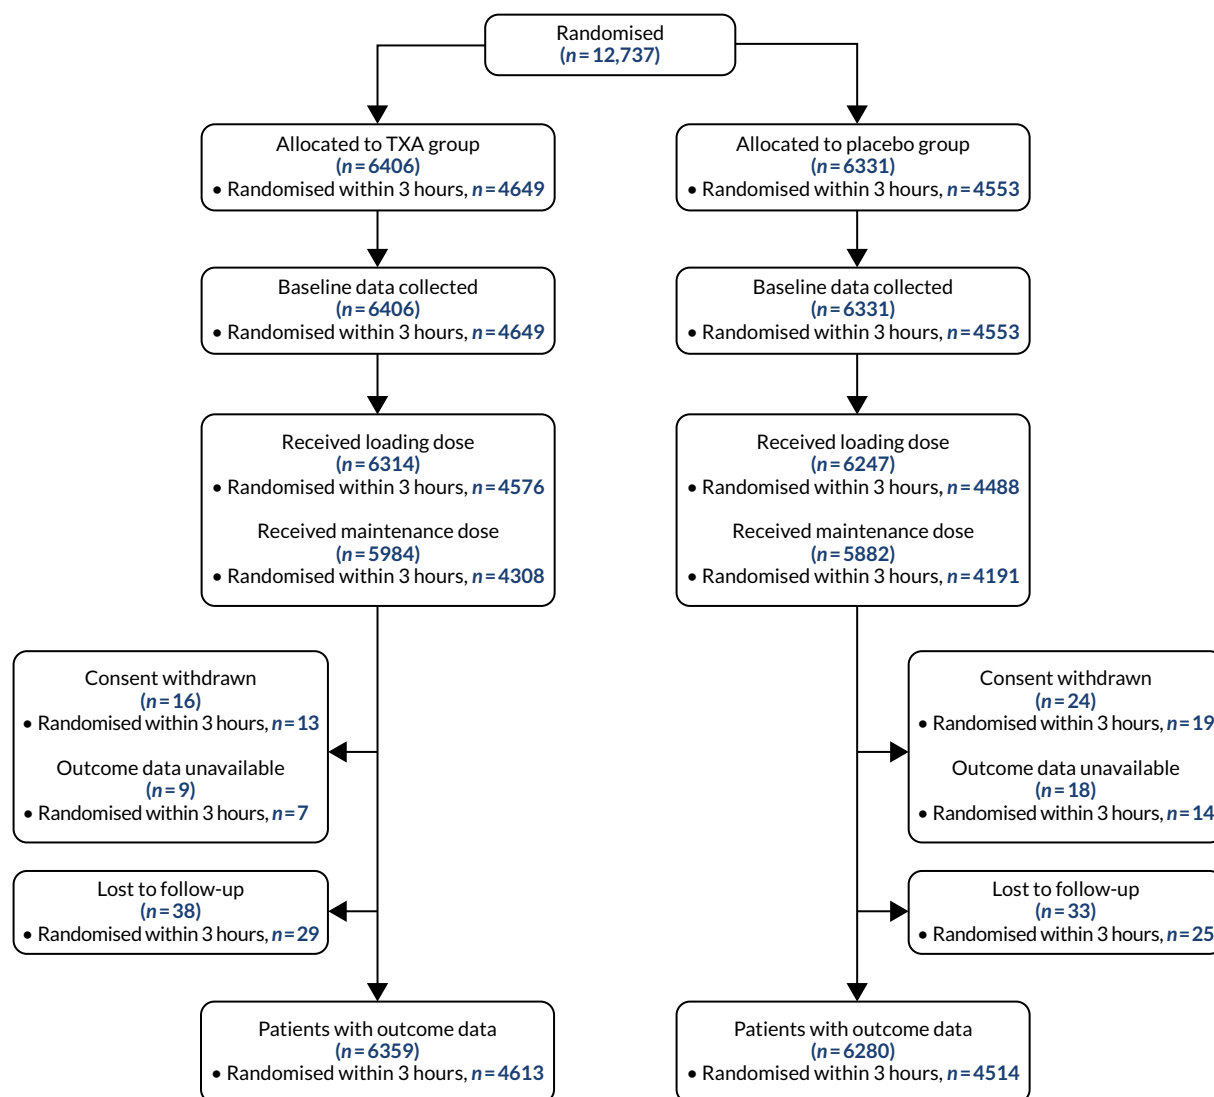 Randomised
(n=12,737)
Allocated to TXA group
(n=6406)
• Randomised within 3 hours, n=4649
Allocated to placebo group
(n=6331)
• Randomised within 3 hours, n=4553
Baseline data collected
(n=6406)
• Randomised within 3 hours, n=4649
Baseline data collected
(n=6331)
• Randomised within 3 hours, n=4553
Received loading dose
(n=6314)
• Randomised within 3 hours, n=4576
Received maintenance dose
(n=5984)
• Randomised within 3 hours, n=4308
Received loading dose
(n=6247)
• Randomised within 3 hours, n=4488
Received maintenance dose
(n=5882)
• Randomised within 3 hours, n=4191
Consent withdrawn
(n=16)
• Randomised within 3 hours, n=13
Outcome data unavailable
(n=9)
• Randomised within 3 hours, n=7
Consent withdrawn
(n=24)
• Randomised within 3 hours, n=19
Outcome data unavailable
(n=18)
• Randomised within 3 hours, n=14
Lost to follow-up
(n=38)
• Randomised within 3 hours, n=29
Lost to follow-up
(n=33)
• Randomised within 3 hours, n=25
Patients with outcome data
(n=6359)
• Randomised within 3 hours, n=4613
Patients with outcome data
(n=6280)
• Randomised within 3 hours, n=4514